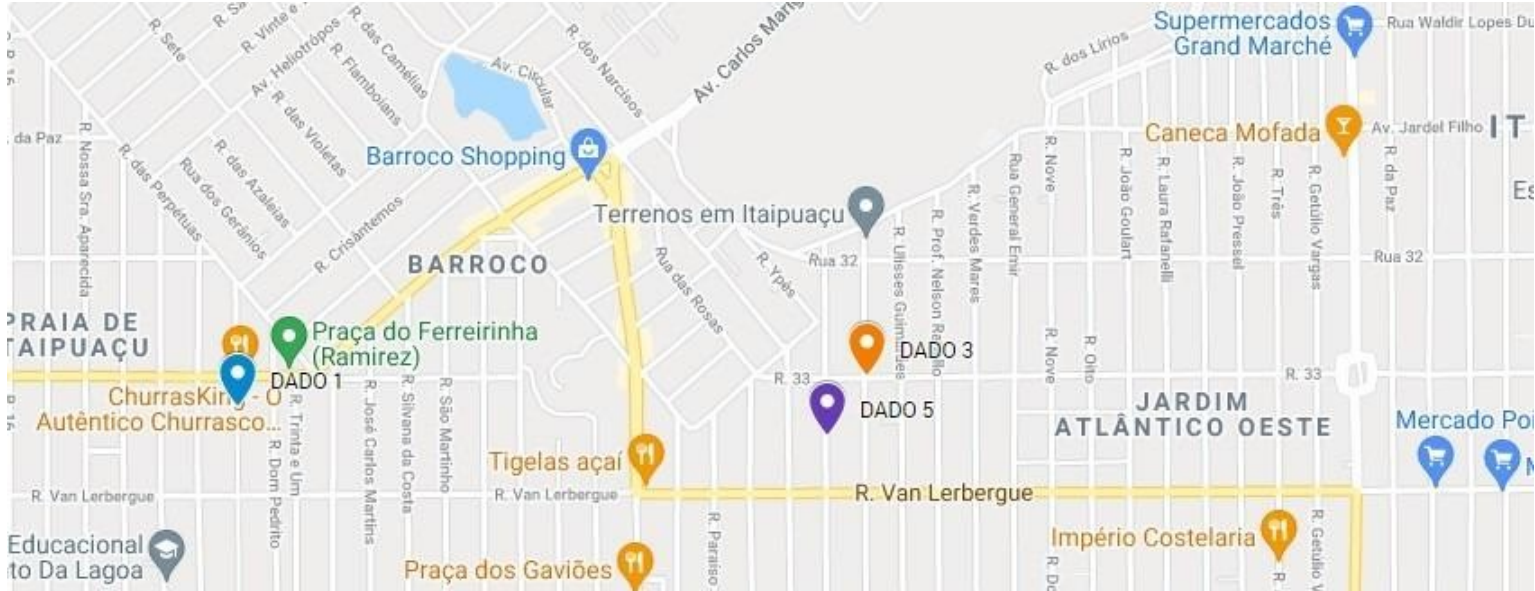 R. Sete
R. Vinte e
R. das Camélias
Av. Heliotrópos
R. Flamboians
R. das Violetas
Av. Circular
R. dos Narcisos
Av. Carlos Marig
R. dos Lírios
Supermercados
Grand Marché
Rua Waldir Lopes Du
da Paz
R. Nossa Sra. Aparecida
R. das Perpétuas
Rua dos Gerânios
R. das Azaleias
R. Crisântemos
Barroco Shopping
Caneca Mofada
Av. Jardel Filho
IT
Es
Terrenos em Itaipuaçu
R. Nove
Rua General Emir
R. João Goulart
R. Laura Rafanelli
R. João Pressel
R. Três
R. Getúlio Vargas
R. da Paz
BARROCO
Rua das Rosas
R. Ypês
Rua 32
R. Ulisses Guimarães
R. Prof. Nelson
R. Verdes Mares
Rua 32
PRAIA DE
TAIPUAÇU
Praça do Ferreirinha
(Ramirez)
DADO 3
R. Nove
R. Oito
DADO 1
R. 33
R. 33
ChurrasKing - O
Autêntico Churrasco...
DADO 5
JARDIM
ATLÂNTICO OESTE
Mercado Po
R. 16
R. Trinta e Um
R. Dom Pedrito
R. José Carlos Martins
R. Silvana da Costa
R. São Martinho
Tigelas açaí
R. Van Lerbergue
R. Van Lerbergue
R. Van Lerbergue
Educacional
to Da Lagoa
Praça dos Gaviões
R. Paraíso
Império Costelaria
R. Getúlio V
R.